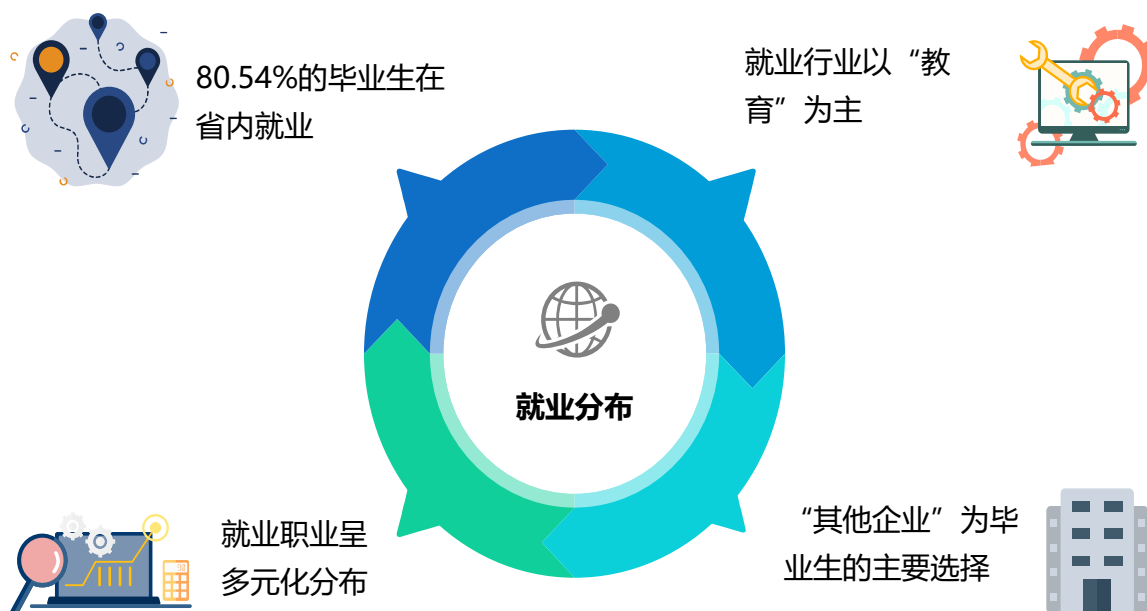 80.54%的毕业生在
省内就业
就业行业以“教
育”为主
就业分布
就业职业呈
多元化分布
“其他企业”为毕
业生的主要选择